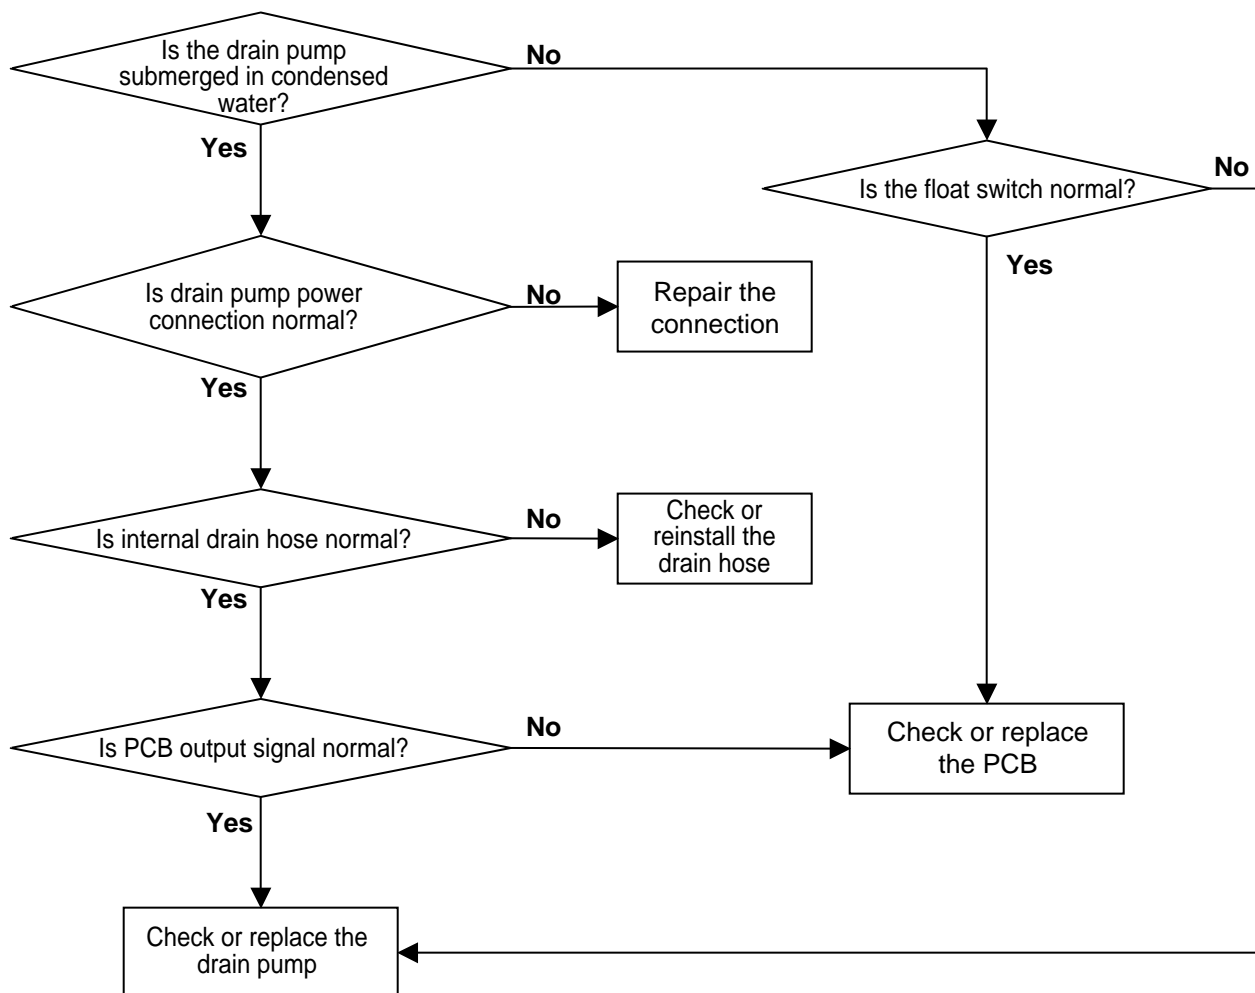 Is the drain pump
submerged in condensed
water?
No
Yes
Is the float switch normal?
No
Yes
Is drain pump power
connection normal?
No
Repair the
connection
Yes
Is internal drain hose normal?
No
Check or
reinstall the
drain hose
Yes
Is PCB output signal normal?
No
Check or replace
the PCB
Yes
Check or replace the
drain pump